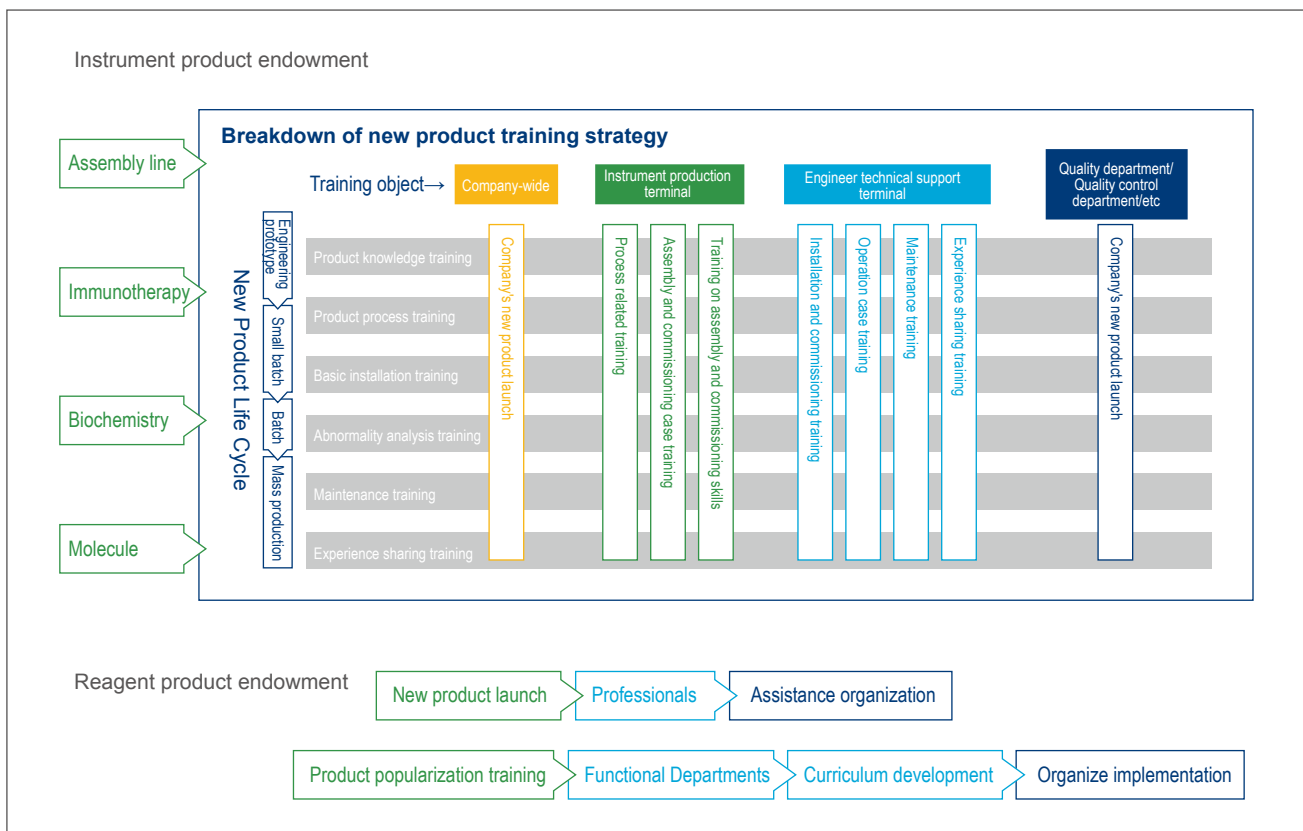 Instrument product endowment
Assembly line
Immunotherapy
Biochemistry
Molecule
Breakdown of new product training strategy
Training object→
Company-wide
Instrument production
terminal
Engineer technical support
terminal
Quality department/
Quality control
department/etc
New Product Life Cycle
Engineering
prototype
Small batch
Batch
Mass production
Product knowledge training
Product process training
Basic installation training
Abnormality analysis training
Maintenance training
Experience sharing training
Company's new product launch
Process related training
Assembly and commissioning case training
Training on assembly and commissioning skills
Installation and commissioning training
Operation case training
Maintenance training
Experience sharing training
Company's new product launch
Reagent product endowment
New product launch
Professionals
Assistance organization
Product popularization training
Functional Departments
Curriculum development
Organize implementation